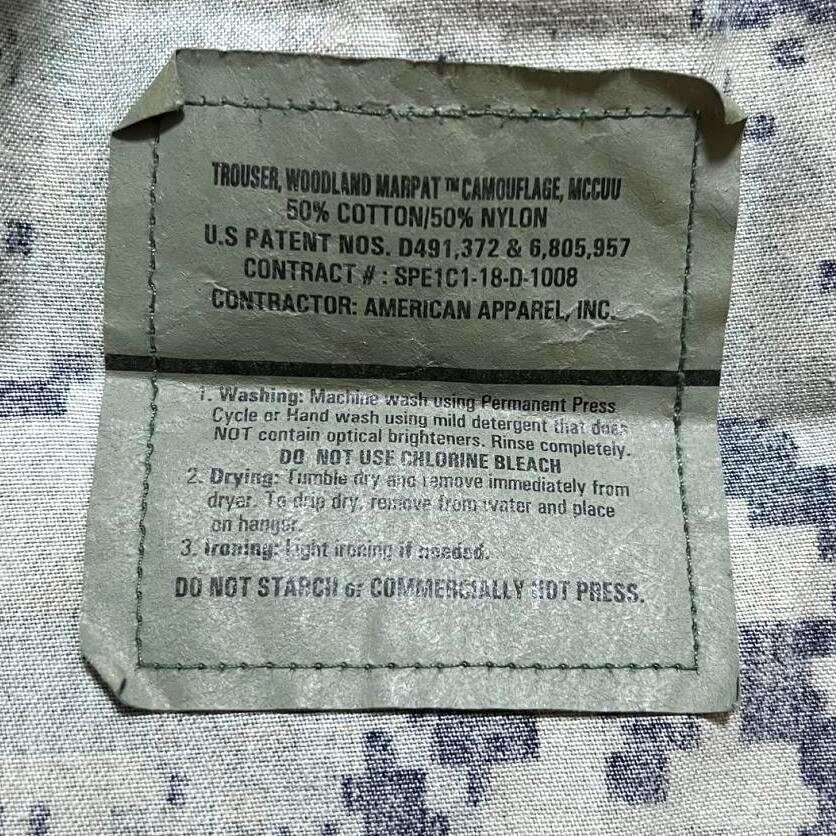 TROUSER, WOODLAND MARPAT ™ CAMOUFLAGE, MCCUU
50% COTTON/50% NYLON
U.S PATENT NOS. D491,372 & 6,805,957
CONTRACT # : SPE1C1-18-D-1008
CONTRACTOR: AMERICAN APPAREL, INC.
1. Washing: Machine wash using Permanent Press
Cycle or Hand wash using mild detergent that does
NOT contain optical brighteners. Rinse completely.
DO NOT USE CHLORINE BLEACH
2. Drying: Tumble dry and remove immediately from
dryer. To drip dry, remove from water and place
on hanger.
3. Ironing: Light ironing if needed.
DO NOT STARCH or COMMERCIALLY HOT PRESS.